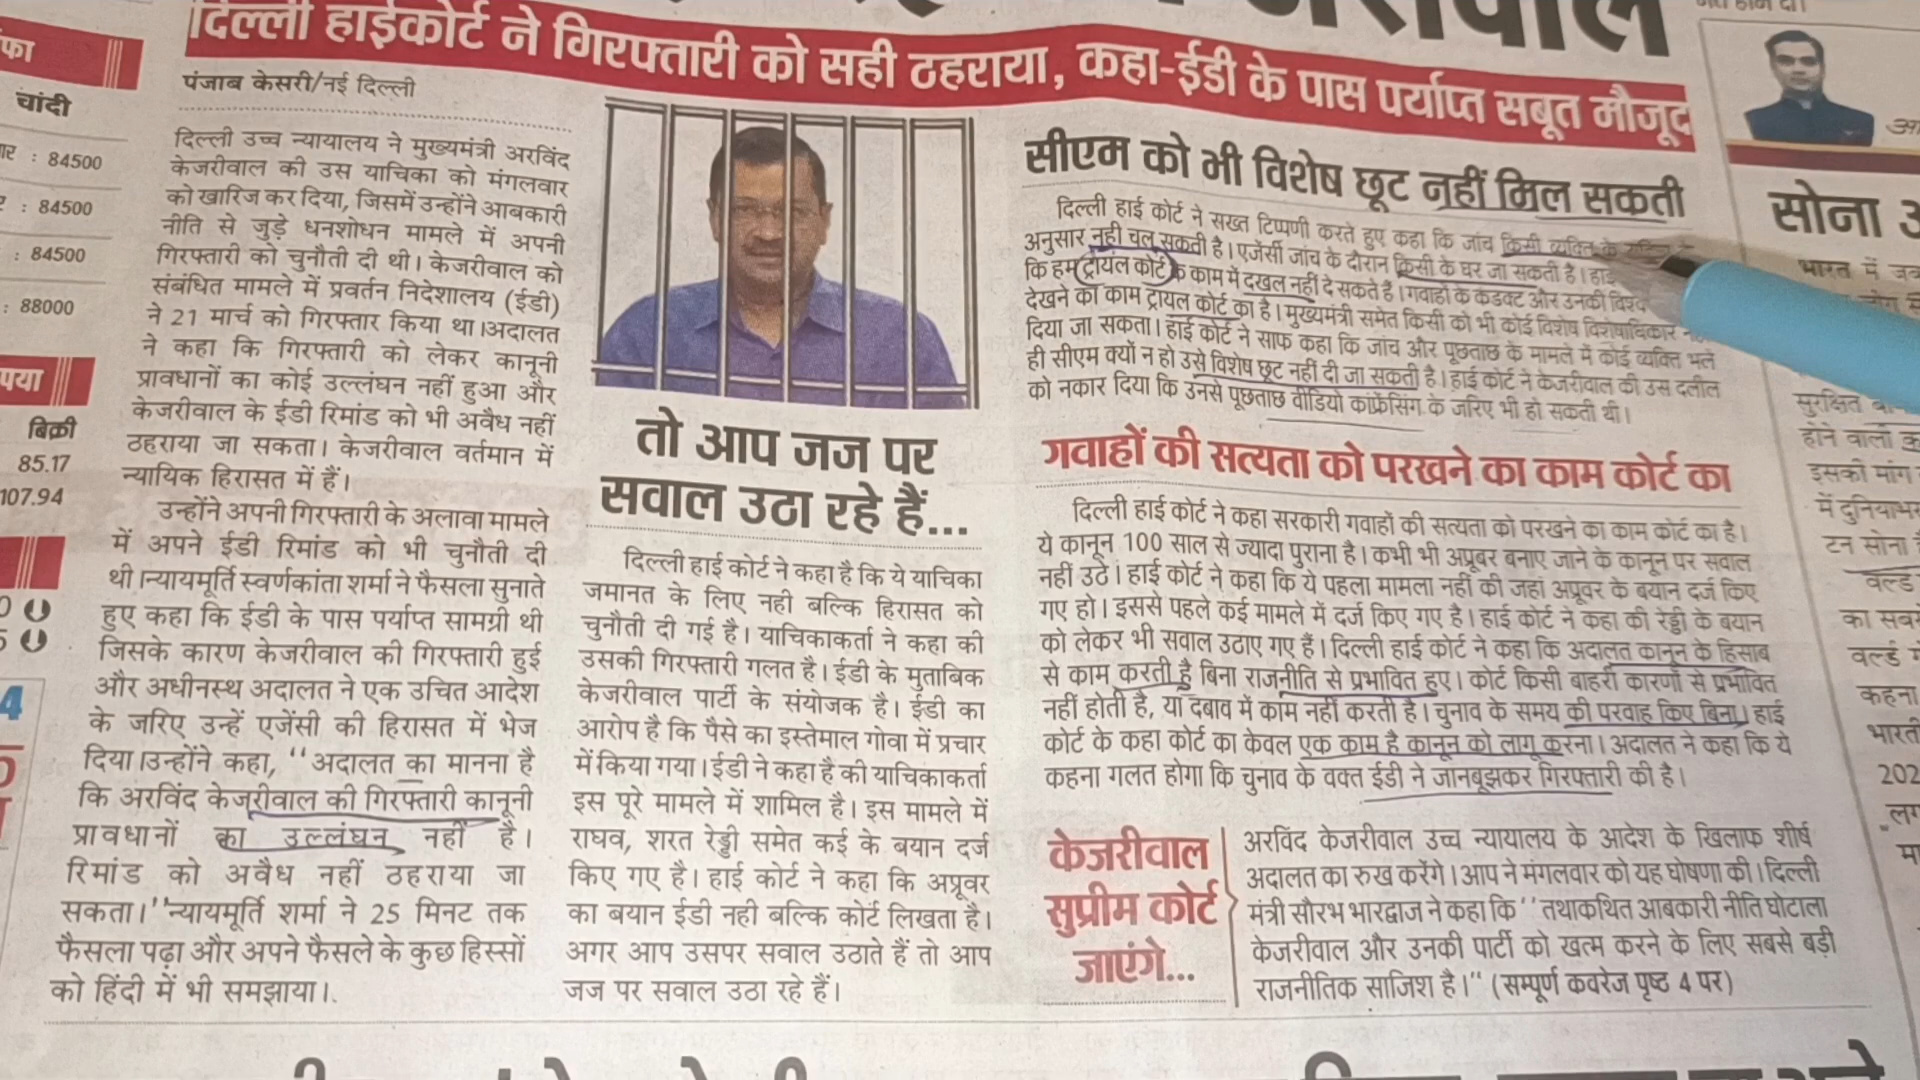 दिल्ली हाईकोर्ट ने गिरफ्तारी को सही ठहराया, कहा-ईडी के पास पर्याप्त सबूत मौजूद
पंजाब केसरी/नई दिल्ली
दिल्ली उच्च न्यायालय ने मुख्यमंत्री अरविंद
केजरीवाल की उस याचिका को मंगलवार
को खारिज कर दिया, जिसमें उन्होंने आबकारी
नीति से जुड़े धनशोधन मामले में अपनी
गिरफ्तारी को चुनौती दी थी। केजरीवाल को
संबंधित मामले में प्रवर्तन निदेशालय (ईडी)
ने 21 मार्च को गिरफ्तार किया था।अदालत
ने कहा कि गिरफ्तारी को लेकर कानूनी
प्रावधानों का कोई उल्लंघन नहीं हुआ और
केजरीवाल के ईडी रिमांड को भी अवैध नहीं
ठहराया जा सकता। केजरीवाल वर्तमान में
न्यायिक हिरासत में हैं।
उन्होंने अपनी गिरफ्तारी के अलावा मामले
में अपने ईडी रिमांड को भी चुनौती दी
थी।न्यायमूर्ति स्वर्णकांता शर्मा ने फैसला सुनाते
हुए कहा कि ईडी के पास पर्याप्त सामग्री थी
जिसके कारण केजरीवाल की गिरफ्तारी हुई
और अधीनस्थ अदालत ने एक उचित आदेश
के जरिए उन्हें एजेंसी की हिरासत में भेज
दिया।उन्होंने कहा, ''अदालत का मानना है
कि अरविंद केजरीवाल की गिरफ्तारी कानूनी
प्रावधानों का उल्लंघन नहीं है।
रिमांड को अवैध नहीं ठहराया जा
सकता।''न्यायमूर्ति शर्मा ने 25 मिनट तक
फैसला पढ़ा और अपने फैसले के कुछ हिस्सों
को हिंदी में भी समझाया।.
तो आप जज पर
सवाल उठा रहे हैं...
दिल्ली हाई कोर्ट ने कहा है कि ये याचिका
जमानत के लिए नही बल्कि हिरासत को
चुनौती दी गई है। याचिकाकर्ता ने कहा की
उसकी गिरफ्तारी गलत है। ईडी के मुताबिक
केजरीवाल पार्टी के संयोजक है। ईडी का
आरोप है कि पैसे का इस्तेमाल गोवा में प्रचार
में किया गया। ईडी ने कहा है की याचिकाकर्ता
इस पूरे मामले में शामिल है। इस मामले में
राघव, शरत रेड्डी समेत कई के बयान दर्ज
किए गए है। हाई कोर्ट ने कहा कि अप्रूवर
का बयान ईडी नही बल्कि कोर्ट लिखता है।
अगर आप उसपर सवाल उठाते हैं तो आप
जज पर सवाल उठा रहे हैं।
सीएम को भी विशेष छूट नहीं मिल सकती
दिल्ली हाई कोर्ट ने सख्त टिप्पणी करते हुए कहा कि जांच किसी व्यक्ति के
अनुसार नही चल सकती है। एजेंसी जांच के दौरान किसी के घर जा सकती है। हाई
कि हम ट्रायल कोर्ट के काम में दखल नहीं दे सकते हैं। गवाहों के कंडक्ट और उनकी
देखने का काम ट्रायल कोर्ट का है। मुख्यमंत्री समेत किसी को भी कोई विशेष विशेषाधिकार
दिया जा सकता। हाई कोर्ट ने साफ कहा कि जांच और पूछताछ के मामले में कोई व्यक्ति भले
ही सीएम क्यों न हो उसे विशेष छूट नहीं दी जा सकती है। हाई कोर्ट ने केजरीवाल की उस दलील
को नकार दिया कि उनसे पूछताछ वीडियो कांफ्रेंसिंग के जरिए भी हो सकती थी।
गवाहों की सत्यता को परखने का काम कोर्ट का
दिल्ली हाई कोर्ट ने कहा सरकारी गवाहों की सत्यता को परखने का काम कोर्ट का है।
ये कानून 100 साल से ज्यादा पुराना है। कभी भी अप्रूबर बनाए जाने के कानून पर सवाल
नहीं उठे। हाई कोर्ट ने कहा कि ये पहला मामला नहीं की जहां अप्रूवर के बयान दर्ज किए
गए हो। इससे पहले कई मामले में दर्ज किए गए है। हाई कोर्ट ने कहा की रेड्डी के बयान
को लेकर भी सवाल उठाए गए हैं। दिल्ली हाई कोर्ट ने कहा कि अदालत कानून के हिसाब
से काम करती है बिना राजनीति से प्रभावित हुए। कोर्ट किसी बाहरी कारणों से प्रभावित
नहीं होती है, या दबाव में काम नहीं करती है। चुनाव के समय की परवाह किए बिना। हाई
कोर्ट के कहा कोर्ट का केवल एक काम है कानून को लागू करना। अदालत ने कहा कि ये
कहना गलत होगा कि चुनाव के वक्त ईडी ने जानबूझकर गिरफ्तारी की है।
केजरीवाल
सुप्रीम कोर्ट
जाएंगे...
अरविंद केजरीवाल उच्च न्यायालय के आदेश के खिलाफ शीर्ष
अदालत का रुख करेंगे। आप ने मंगलवार को यह घोषणा की। दिल्ली
मंत्री सौरभ भारद्वाज ने कहा कि ''तथाकथित आबकारी नीति घोटाला
केजरीवाल और उनकी पार्टी को खत्म करने के लिए सबसे बड़ी
राजनीतिक साजिश है।'' (सम्पूर्ण कवरेज पृष्ठ 4 पर)
चांदी
: 84500
: 84500
: 84500
: 88000
बिक्री
85.17
107.94
सोना
भारत में
सुरक्षित
होने वाली
इसकी मांग
में दुनियाभर
टन सोना
वर्ल्ड
का सबसे
वर्ल्ड
कहना
भारती
202